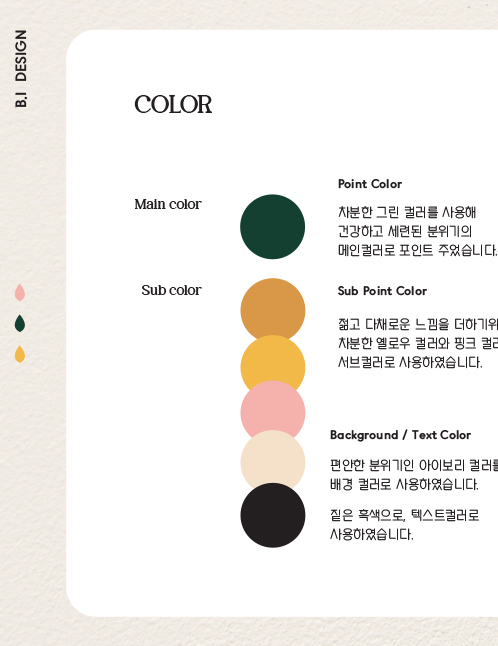 B.I DESIGN
COLOR
Point Color
Main color
차분한 그린 컬러를 사용해
건강하고 세련된 분위기의
메인컬러로 포인트 주었습니다.
Sub color
Sub Point Color
젊고 다채로운 느낌을 더하기위
차분한 옐로우 컬러와 핑크 컬러
서브컬러로 사용하였습니다.
Background / Text Color
편안한 분위기인 아이보리 컬러를
배경 컬러로 사용하였습니다.
짙은 흑색으로, 텍스트컬러로
사용하였습니다.